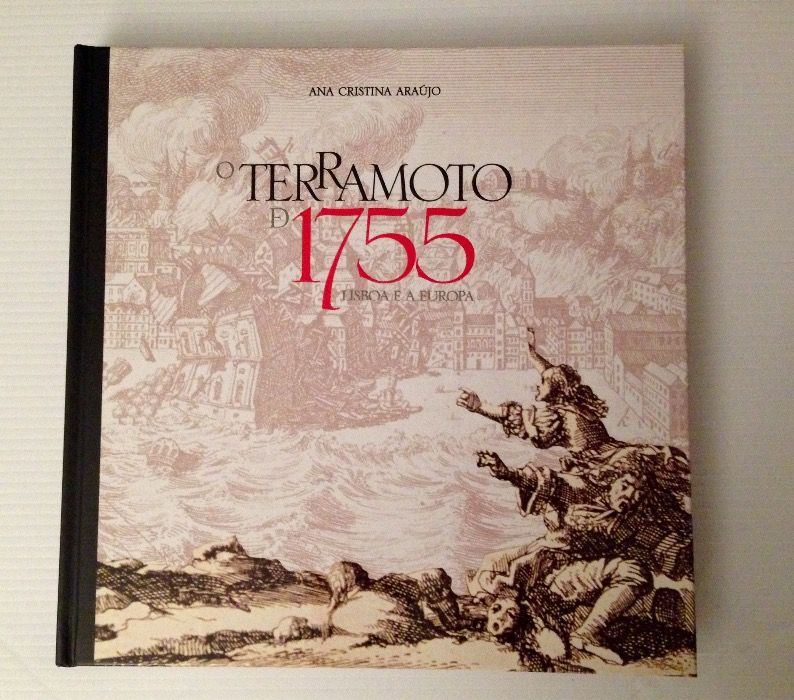 ANA CRISTINA ARAÚJO
O TERRAMOTO
DE 1755
LISBOA E A EUROPA